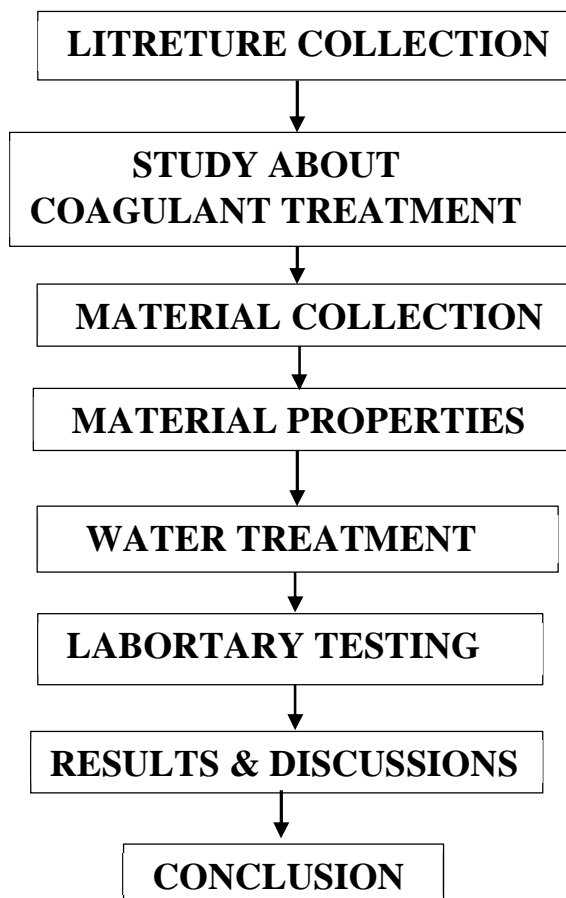 LITRETURE COLLECTION
STUDY ABOUT
COAGULANT TREATMENT
MATERIAL COLLECTION
MATERIAL PROPERTIES
WATER TREATMENT
LABORTARY TESTING
RESULTS & DISCUSSIONS
CONCLUSION